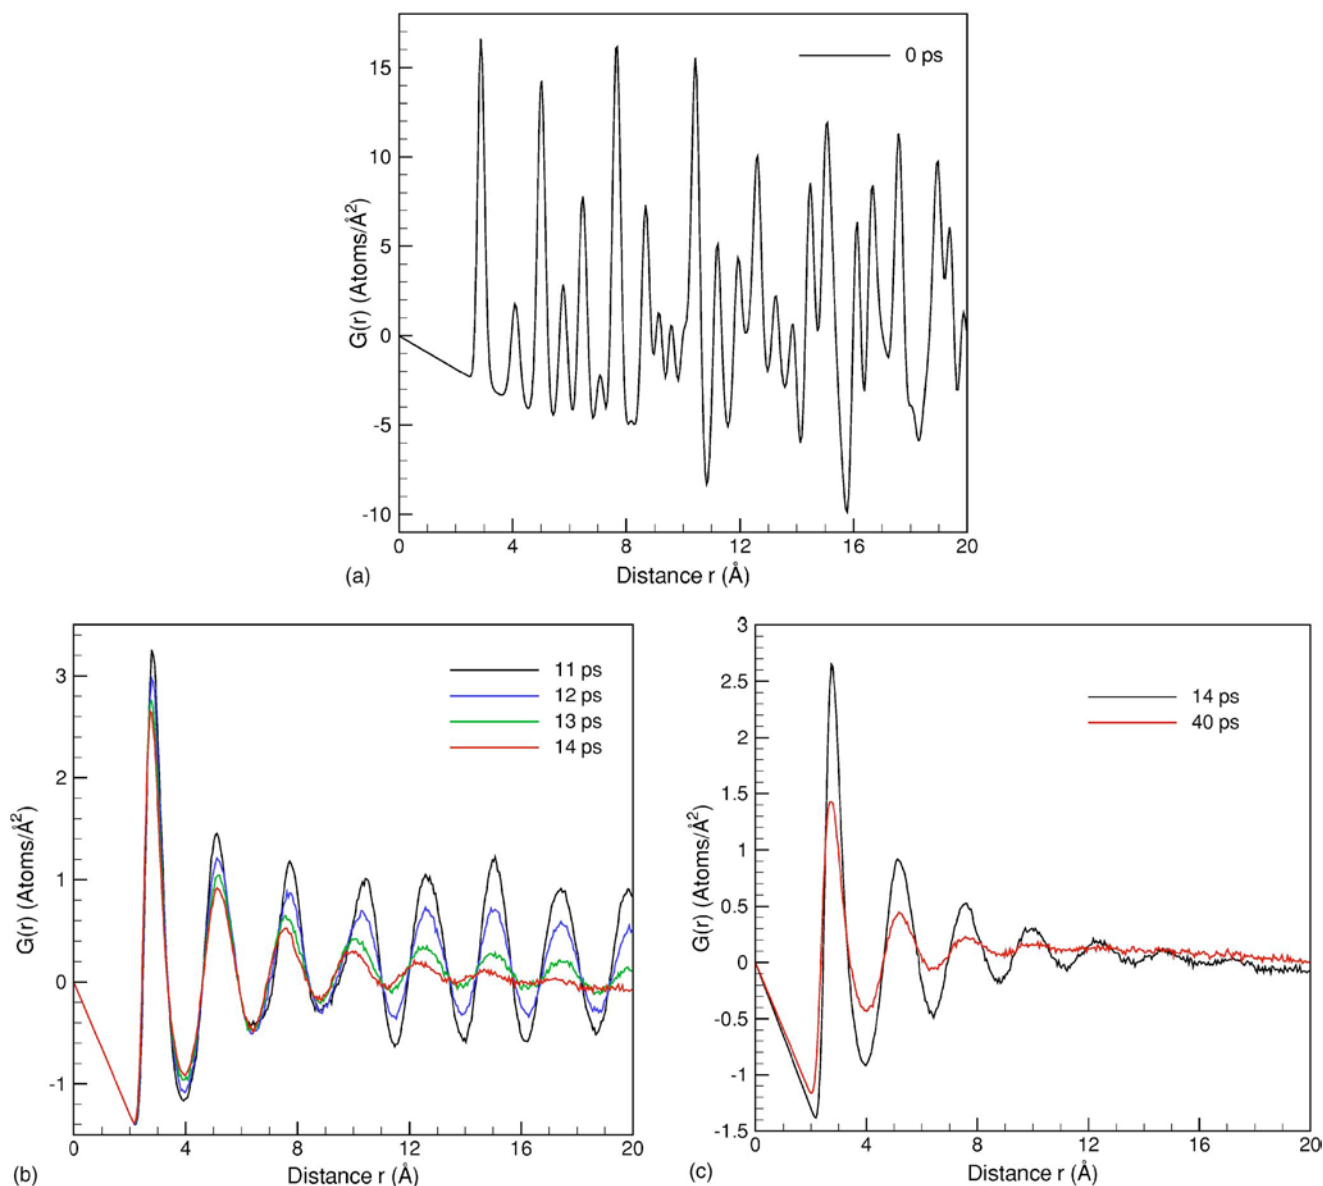 0 ps
15
10
5
0
-5
-10
G(r) (Atoms/Å²)
0 4 8 12 16 20
(a) Distance r (Å)
11 ps
12 ps
13 ps
14 ps
3
2
1
0
-1
G(r) (Atoms/Å²)
0 4 8 12 16 20
(b) Distance r (Å)
3
2.5
2
1.5
1
0.5
0
-0.5
-1
-1.5
G(r) (Atoms/Å²)
14 ps
40 ps
0 4 8 12 16 20
(c) Distance r (Å)